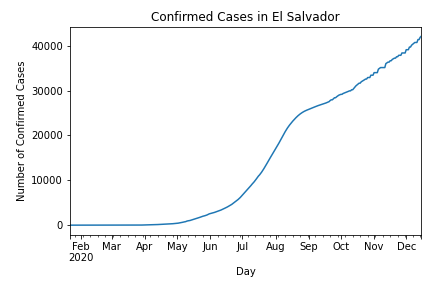 Confirmed Cases in El Salvador
Number of Confirmed Cases
40000
30000
20000
10000
0
Feb Mar Apr May Jun Jul Aug Sep Oct Nov Dec
2020
Day